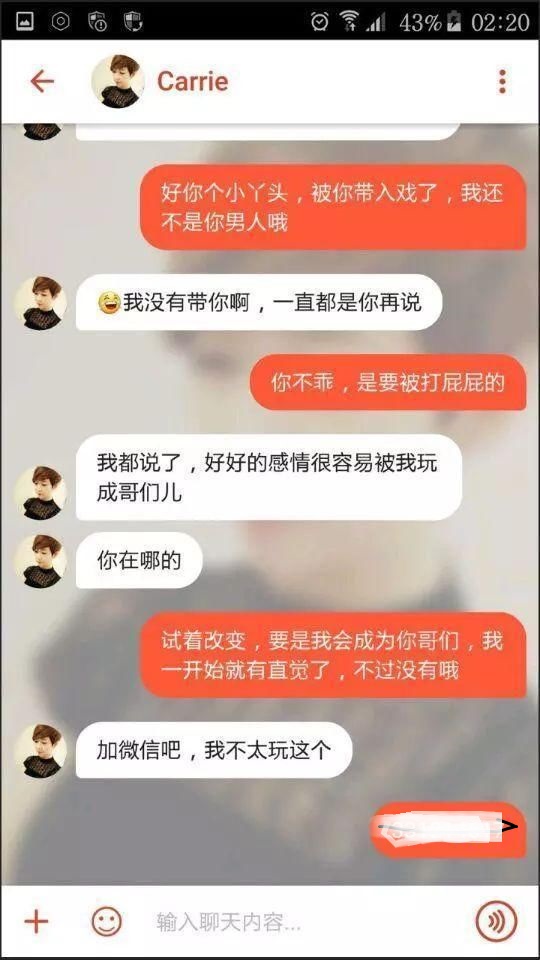 43% 02:20
Carrie
好你个小丫头，被你带入戏了，我还
不是你男人哦
我没有带你啊，一直都是你再说
你不乖，是要被打屁屁的
我都说了，好好的感情很容易被我玩
成哥们儿
你在哪的
试着改变，要是我会成为你哥们，我
一开始就有直觉了，不过没有哦
加微信吧，我不太玩这个
输入聊天内容...